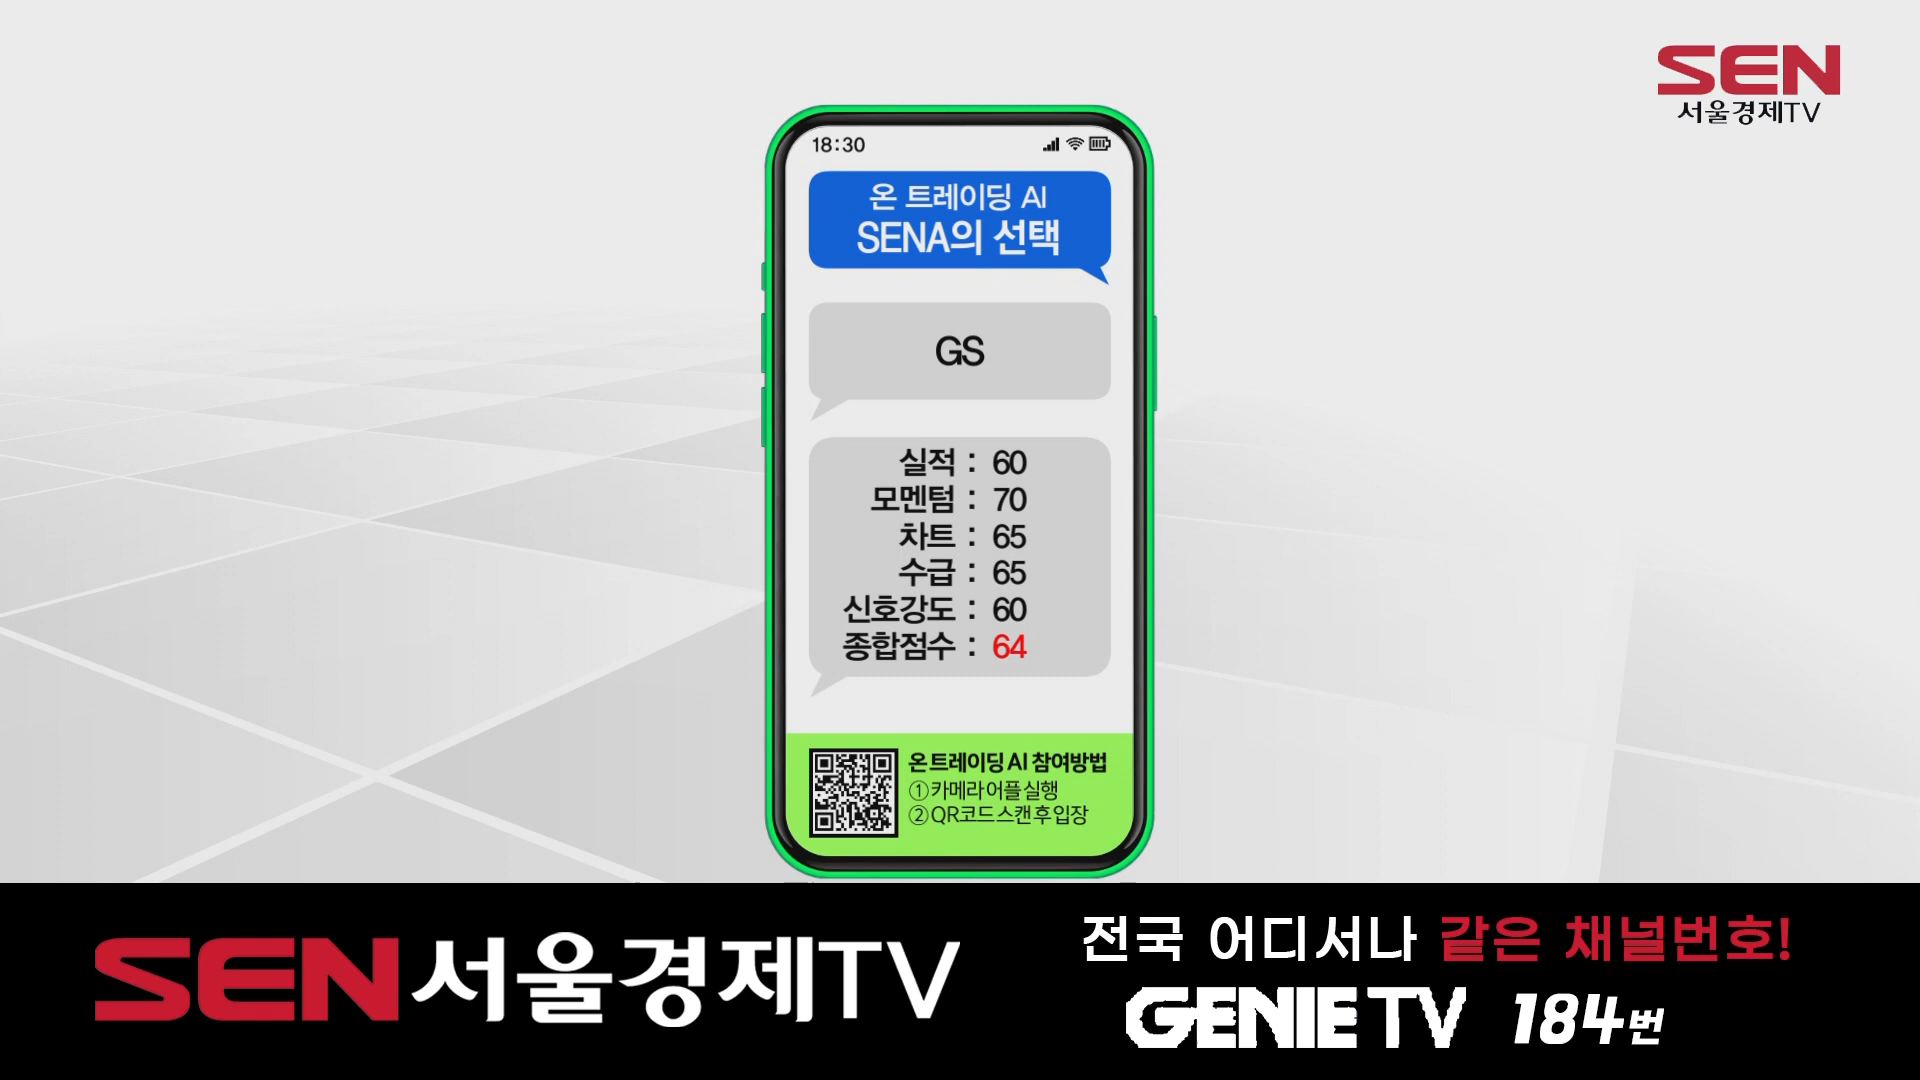 SEN
서울경제TV
18:30
온 트레이딩 AI
SENA의 선택
GS
실적 : 60
모멘텀 : 70
차트 : 65
수급 : 65
신호강도 : 60
종합점수 : 64
온트레이딩 AI 참여방법
①카메라 어플 실행
②QR코드 스캔 후 입장
SEN 서울경제TV
전국 어디서나 같은 채널번호!
GENIE TV 184번